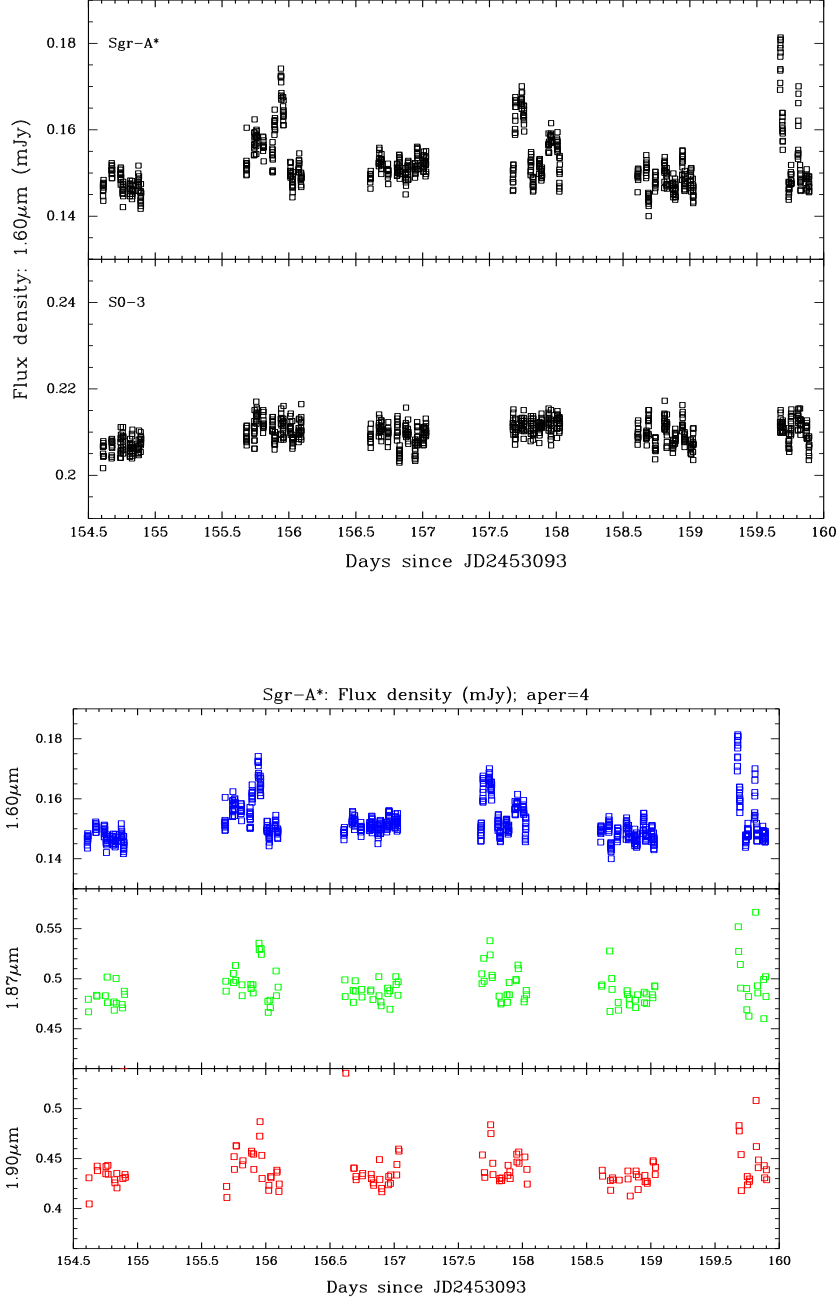 0.18
Sgr-A*
0.16
0.14
Flux density: 1.60μm (mJy)
0.24
S0-3
0.22
0.2
154.5 155 155.5 156 156.5 157 157.5 158 158.5 159 159.5 160
Days since JD2453093
Sgr-A*: Flux density (mJy); aper=4
0.18
1.60μm
0.16
0.14
0.55
1.87μm
0.5
0.45
0.5
1.90μm
0.45
0.4
154.5 155 155.5 156 156.5 157 157.5 158 158.5 159 159.5 160
Days since JD2453093